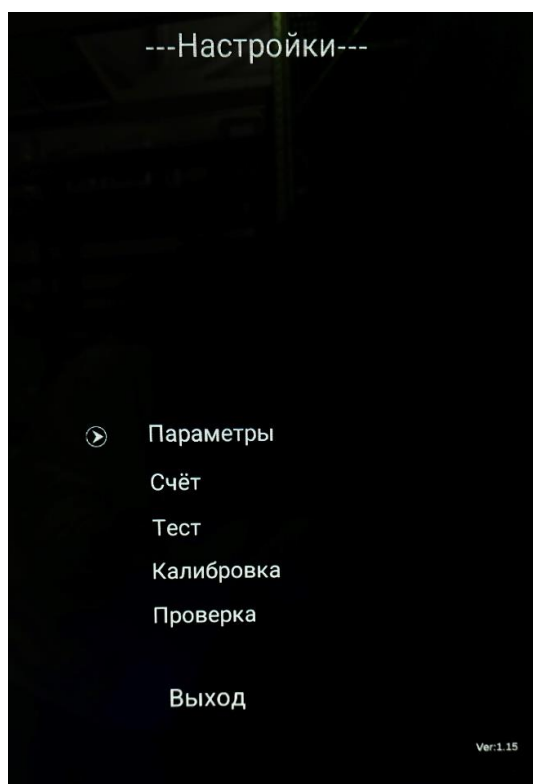 ---Настройки---
Параметры
Счёт
Тест
Калибровка
Проверка
Выход
Ver:1.15